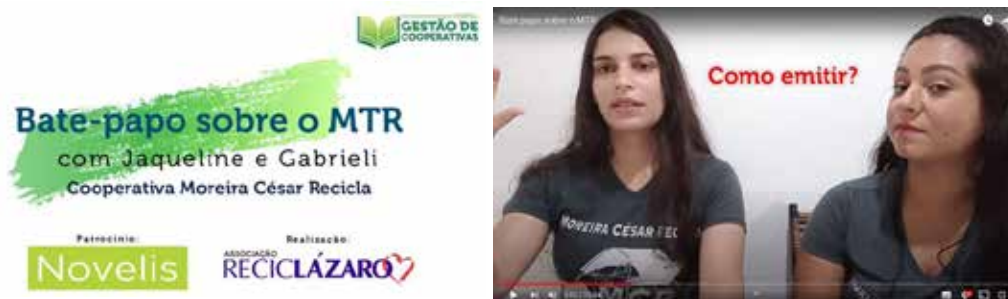 GESTÃO DE
COOPERATIVAS
Bate-papo sobre o MTR
com Jaqueline e Gabrieli
Cooperativa Moreira César Recicla
Patrocínio:
Novelis
Realização:
ASSOCIAÇÃO
RECICLÁZARO
Bate-papo sobre o MTR
Como emitir?
MOREIRA CÉSAR REC